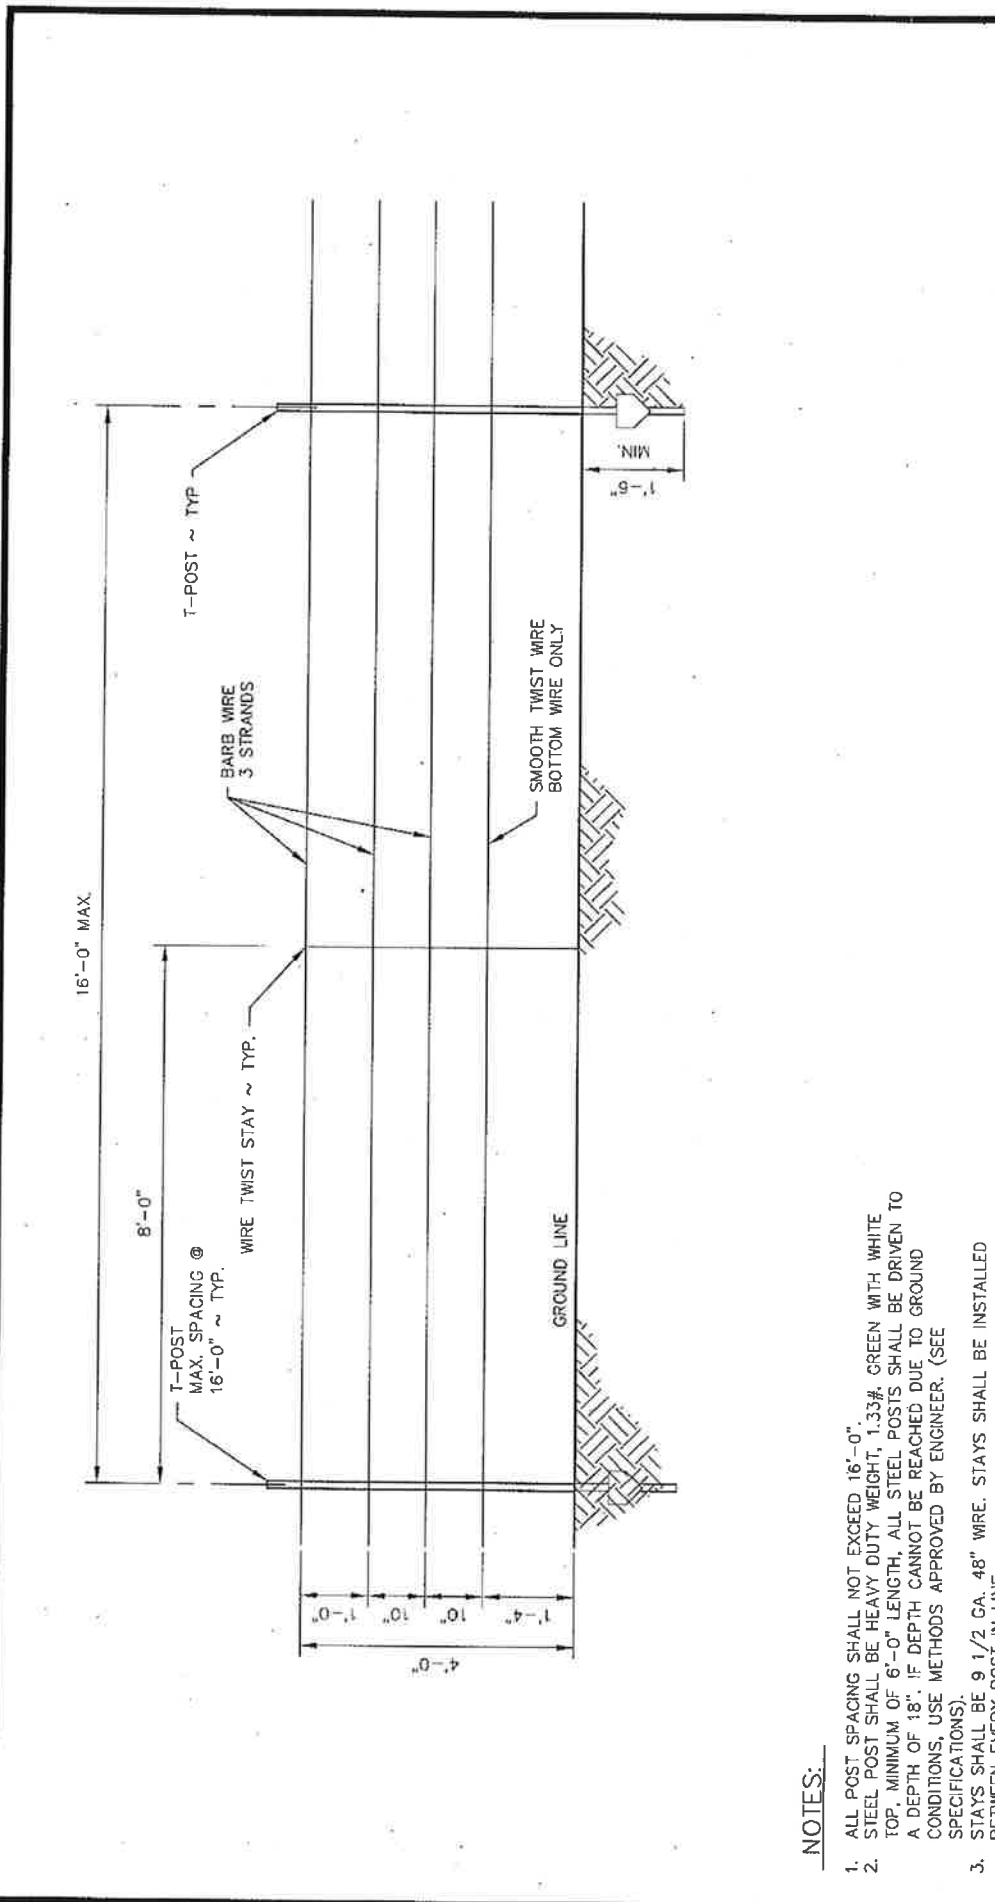 16'-0" MAX.
8'-0"
T-POST
MAX. SPACING @
16'-0" ~ TYP.
WIRE TWIST STAY ~ TYP.
BARB WIRE
3 STRANDS
T-POST ~ TYP
SMOOTH TWIST WIRE
BOTTOM WIRE ONLY
GROUND LINE
1'-0"
10"
10"
1'-4"
4'-0"
1'-6"
MIN.
NOTES:
1. ALL POST SPACING SHALL NOT EXCEED 16'-0".
2. STEEL POST SHALL BE HEAVY DUTY WEIGHT, 1.33#, GREEN WITH WHITE
TOP, MINIMUM OF 6'-0" LENGTH, ALL STEEL POSTS SHALL BE DRIVEN TO
A DEPTH OF 18". IF DEPTH CANNOT BE REACHED DUE TO GROUND
CONDITIONS, USE METHODS APPROVED BY ENGINEER. (SEE
SPECIFICATIONS).
3. STAYS SHALL BE 9 1/2 GA. 48" WIRE. STAYS SHALL BE INSTALLED
BETWEEN EVERY POST IN LINE.